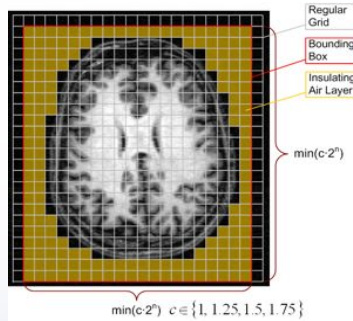 Regular
Grid
Bounding
Box
Insulating
Air Layer
min(c·2ⁿ)
min(c·2ⁿ) c ∈ {1, 1.25, 1.5, 1.75}